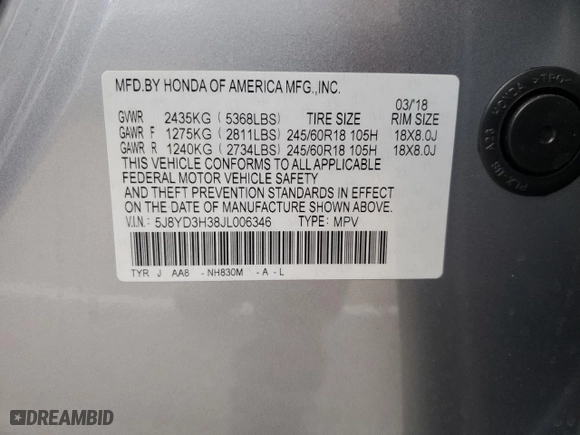 MFD.BY HONDA OF AMERICA MFG.,INC.
03/18
GVWR 2435KG ( 5368LBS) TIRE SIZE RIM SIZE
GAWR F 1275KG ( 2811LBS) 245/60R18 105H 18X8.0J
GAWR R 1240KG ( 2734LBS) 245/60R18 105H 18X8.0J
THIS VEHICLE CONFORMS TO ALL APPLICABLE
FEDERAL MOTOR VEHICLE SAFETY
AND THEFT PREVENTION STANDARDS IN EFFECT
ON THE DATE OF MANUFACTURE SHOWN ABOVE.
V.I.N.: 5J8YD3H38JL006346 TYPE: MPV
TYR J AA8 -NH830M -A-L
HONDA
DREAMBID